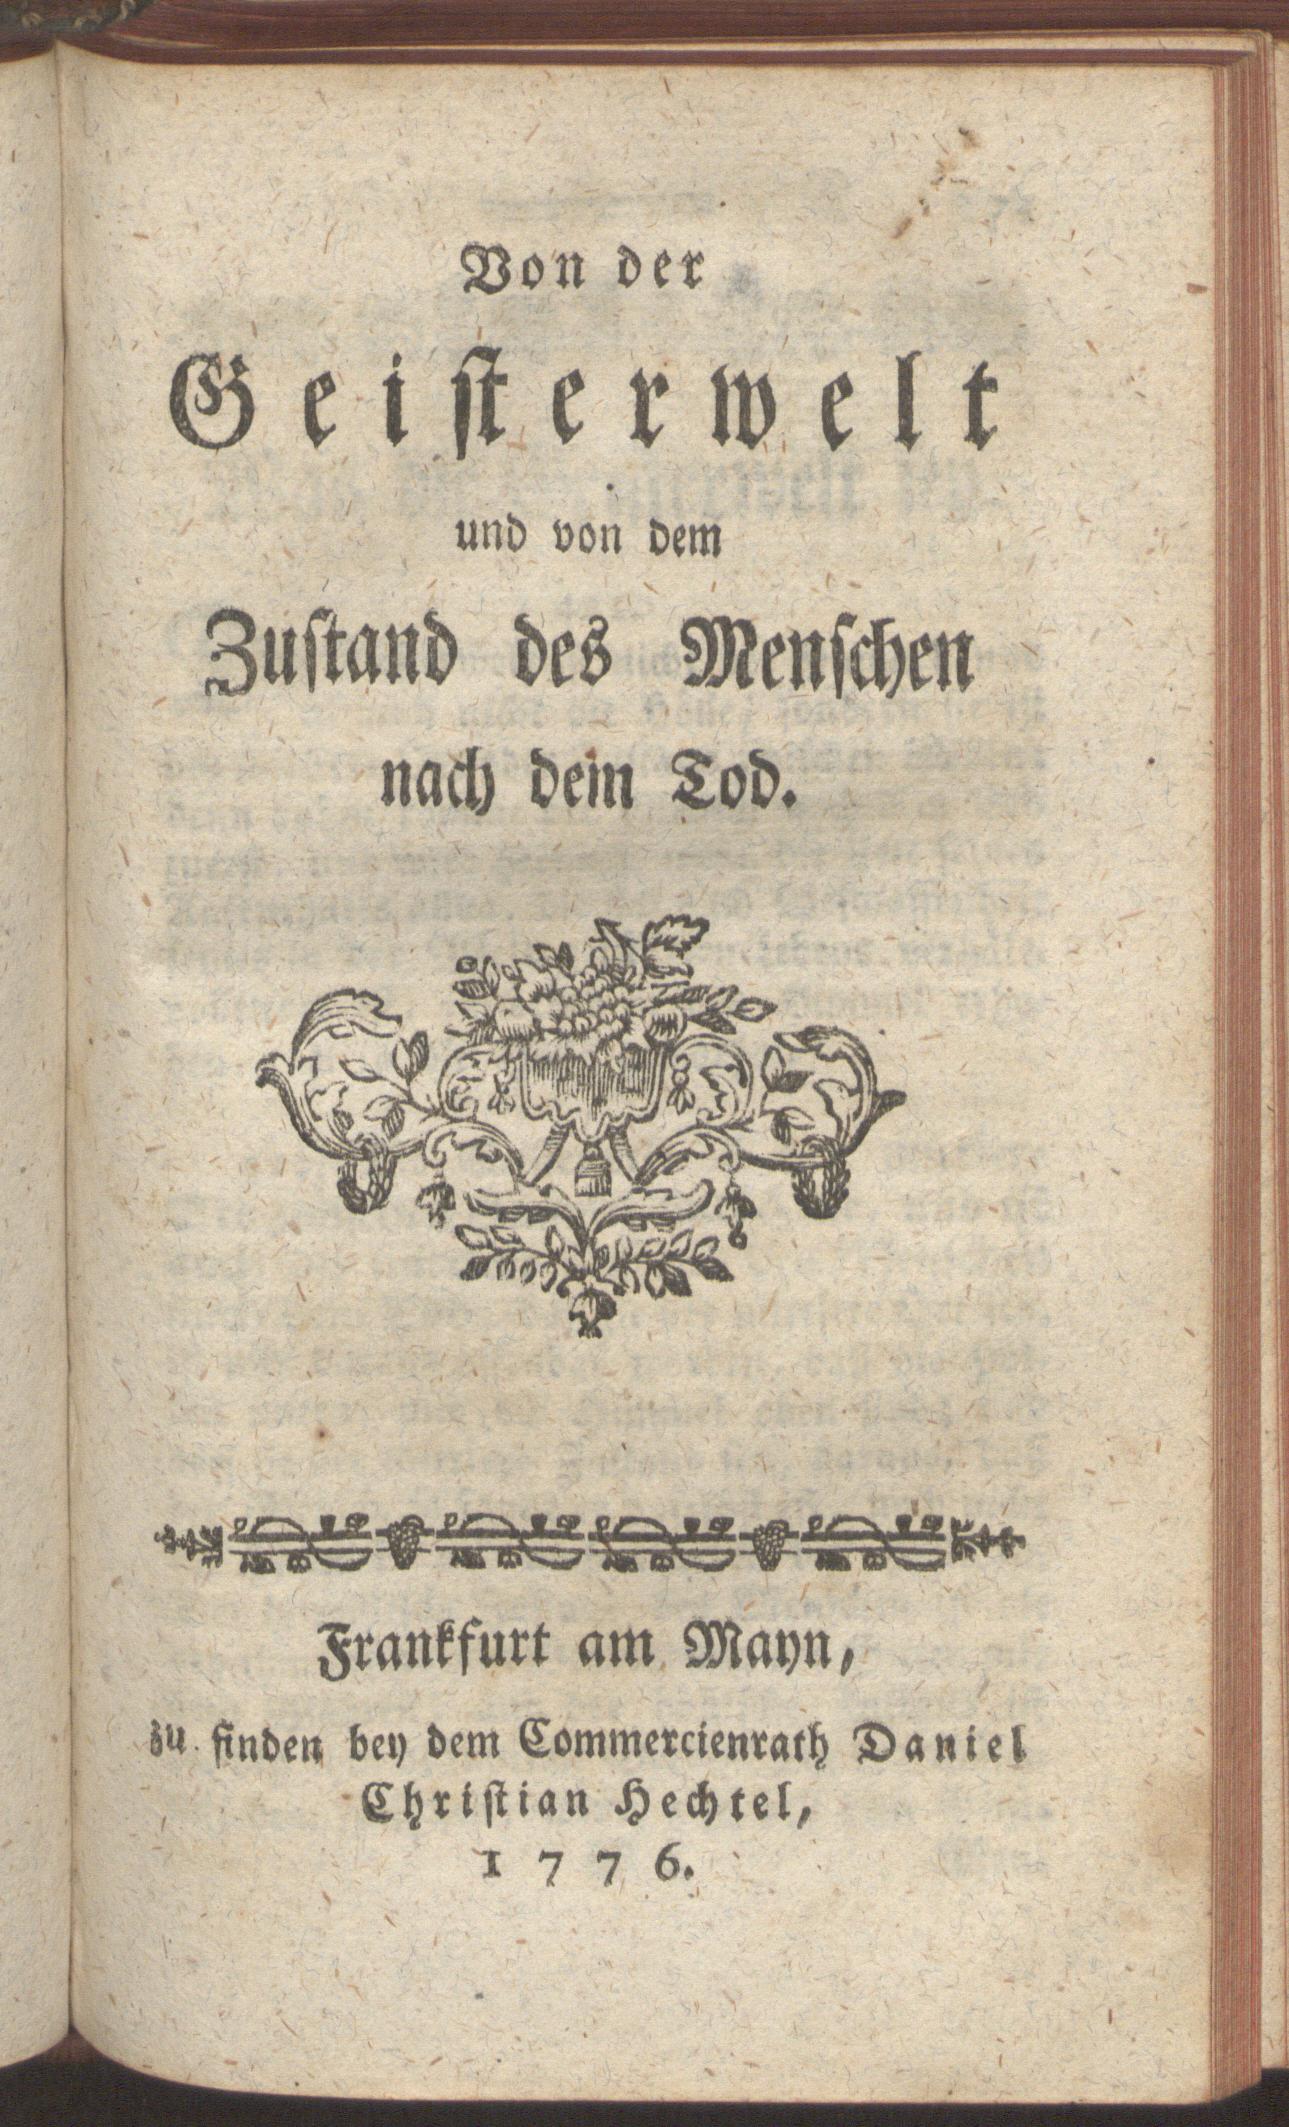 Von der
Geisterwelt
und von dem
Zustand des Menschen
nach dem Tod.
Frankfurt am Mayn,
zu finden bey dem Commercienrath Daniel
Christian Hechtel,
1776.